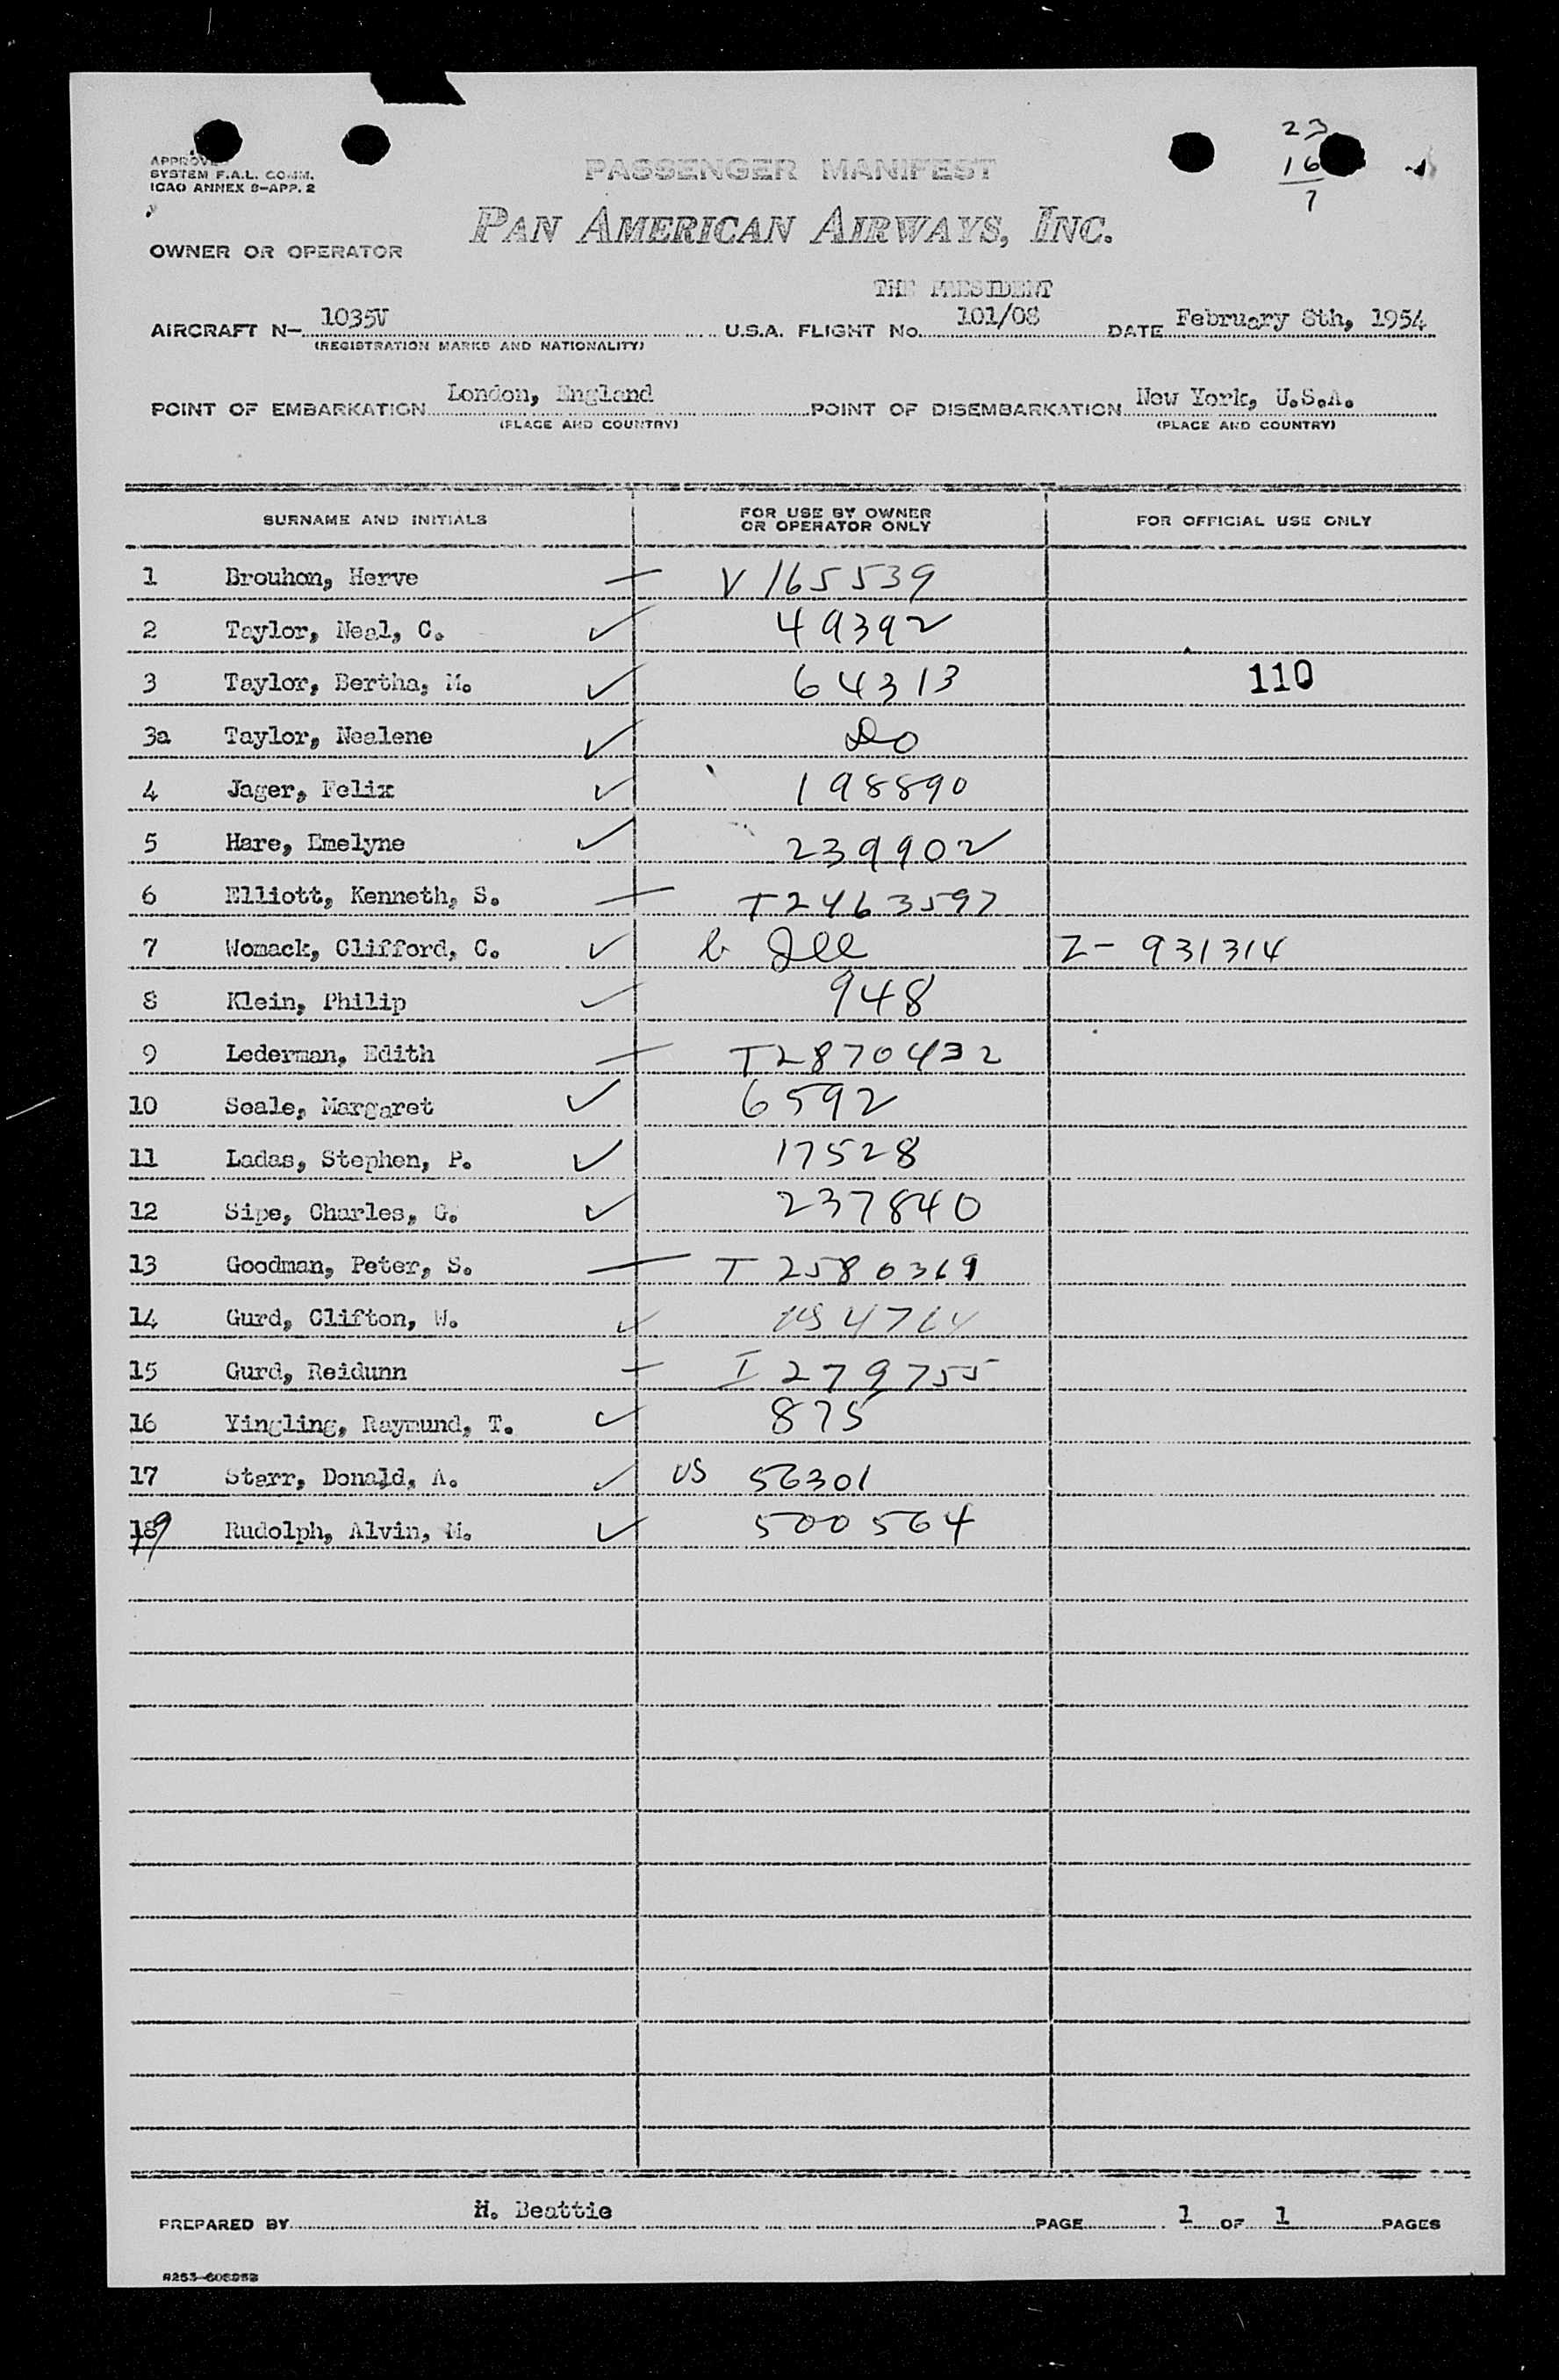 23
16
7
SYSTEM F.A.L. COMM.
ICAO ANNEX 9-APP. 2
PASSENGER MANIFEST
PAN AMERICAN AIRWAYS, INC.
OWNER OR OPERATOR
THE PRESIDENT
AIRCRAFT N- 1035V U.S.A. FLIGHT No. 101/08 DATE February 8th, 1954
(REGISTRATION MARKS AND NATIONALITY)
POINT OF EMBARKATION London, England POINT OF DISEMBARKATION New York, U.S.A.
(PLACE AND COUNTRY) (PLACE AND COUNTRY)
SURNAME AND INITIALS FOR USE BY OWNER OR OPERATOR ONLY FOR OFFICIAL USE ONLY
1 Brouhon, Herve — V 165539
2 Taylor, Neal, C. ✓ 49392
3 Taylor, Bertha, M. ✓ 64313 110
3a Taylor, Nealene ✓ Do
4 Jager, Felix ✓ 198890
5 Hare, Emelyne ✓ 239902
6 Elliott, Kenneth, S. — T2463597
7 Womack, Clifford, C. ✓ Z- 931314
8 Klein, Philip ✓ 948
9 Lederman, Edith — T2870432
10 Seale, Margaret ✓ 6592
11 Ladas, Stephen, P. ✓ 17528
12 Sipe, Charles, G. ✓ 237840
13 Goodman, Peter, S. — T 2580369
14 Gurd, Clifton, W. ✓
15 Gurd, Reidunn — I 279755
16 Yingling, Raymund, T. ✓ 875
17 Starr, Donald, A. ✓ US 56301
19 Rudolph, Alvin, M. ✓ 500564
PREPARED BY H. Beattie PAGE 1 OF 1 PAGES